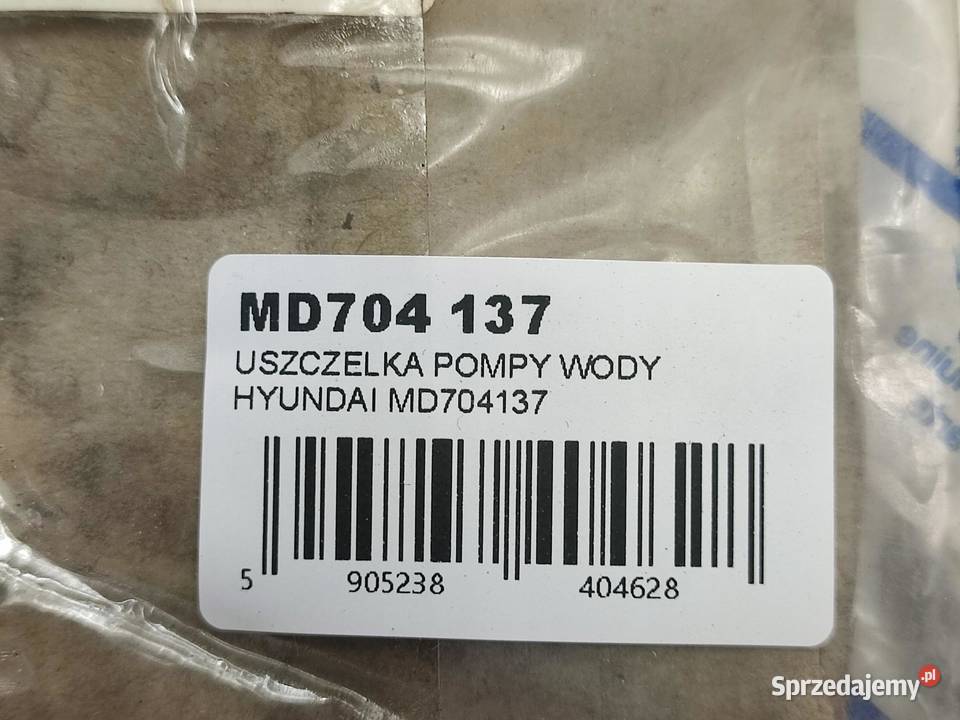 MD704 137
USZCZELKA POMPY WODY
HYUNDAI MD704137
5 905238 404628
Sprzedajemy.pl